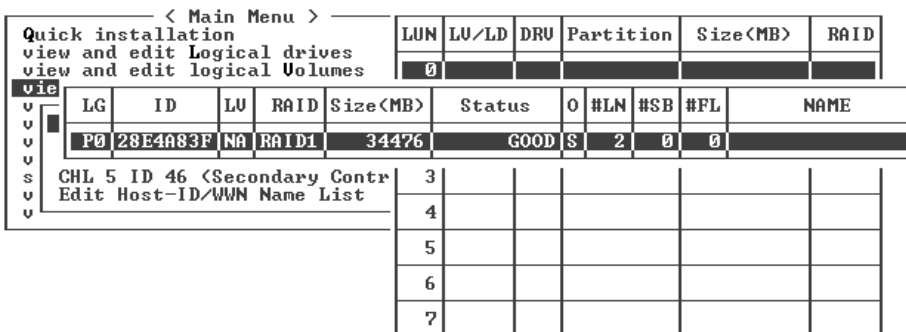 < Main Menu >
Quick installation
view and edit Logical drives
view and edit logical Volumes
vie
v
v
v
v
s
v
v
LUN LV/LD DRV Partition Size(MB) RAID
0
LG ID LV RAID Size(MB) Status O #LN #SB #FL NAME
P0 28E4A83F NA RAID1 34476 GOOD S 2 0 0
CHL 5 ID 46 (Secondary Contr
Edit Host-ID/WWN Name List
3
4
5
6
7